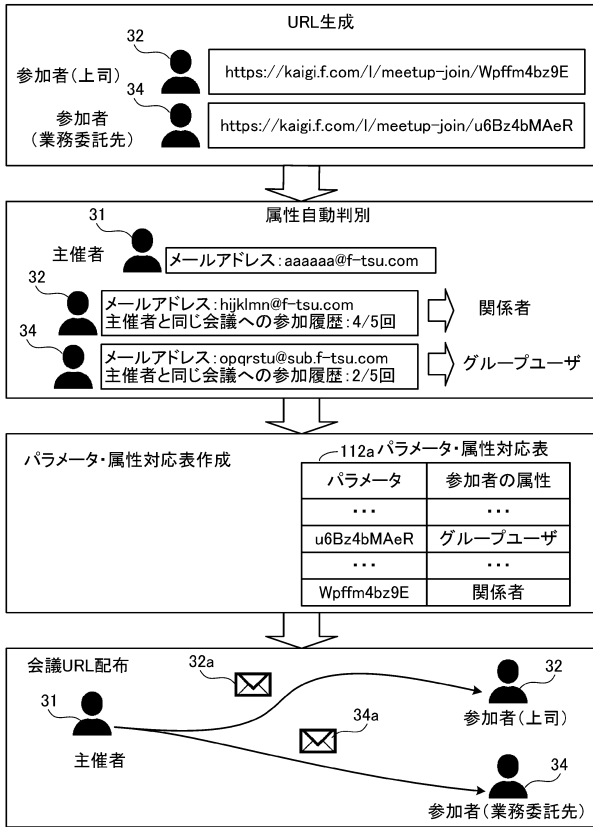 URL生成
32
参加者(上司)
https://kaigi.f.com/l/meetup-join/Wpffm4bz9E
34
参加者
(業務委託先)
https://kaigi.f.com/l/meetup-join/u6Bz4bMAeR
属性自動判別
31
主催者
メールアドレス:aaaaaa@f-tsu.com
32
メールアドレス:hijklmn@f-tsu.com
主催者と同じ会議への参加履歴:4/5回
関係者
34
メールアドレス:opqrstu@sub.f-tsu.com
主催者と同じ会議への参加履歴:2/5回
グループユーザ
パラメータ・属性対応表作成
112a パラメータ・属性対応表
パラメータ 参加者の属性
… …
u6Bz4bMAeR グループユーザ
… …
Wpffm4bz9E 関係者
会議URL配布
32a
32
31
参加者(上司)
34a
主催者
34
参加者(業務委託先)